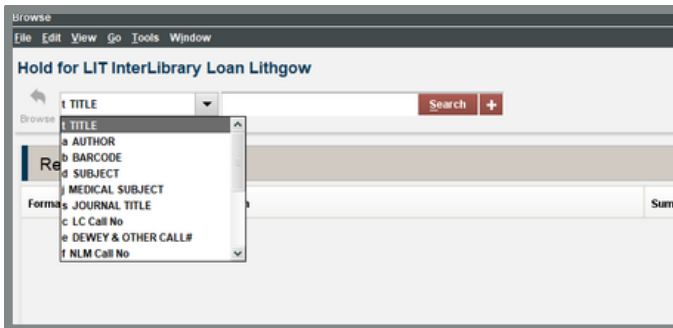 Browse
File Edit View Go Tools Window
Hold for LIT InterLibrary Loan Lithgow
t TITLE
Search +
Browse
t TITLE
a AUTHOR
b BARCODE
d SUBJECT
j MEDICAL SUBJECT
s JOURNAL TITLE
c LC Call No
e DEWEY & OTHER CALL#
f NLM Call No
Re
Forma
Sum